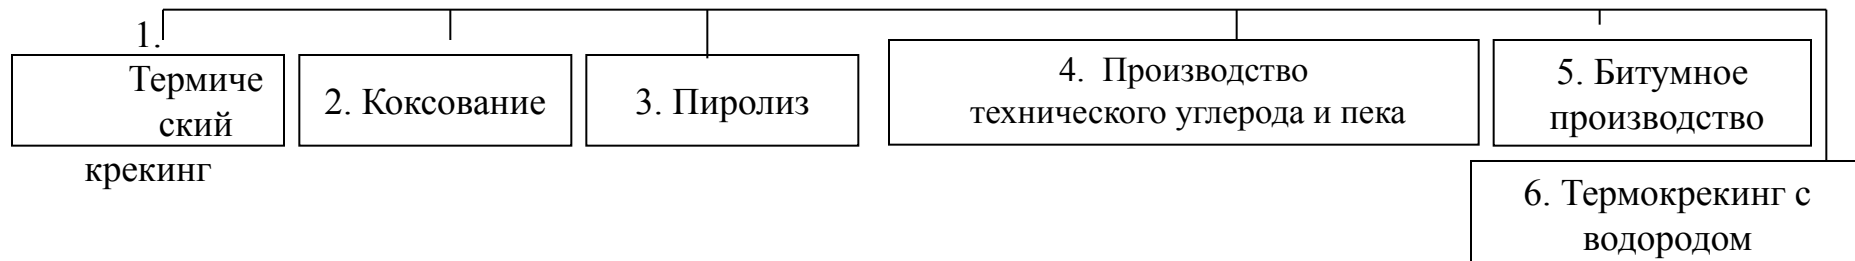 1.
Термиче
ский
крекинг
2. Коксование
3. Пиролиз
4. Производство
технического углерода и пека
5. Битумное
производство
6. Термокрекинг с
водородом